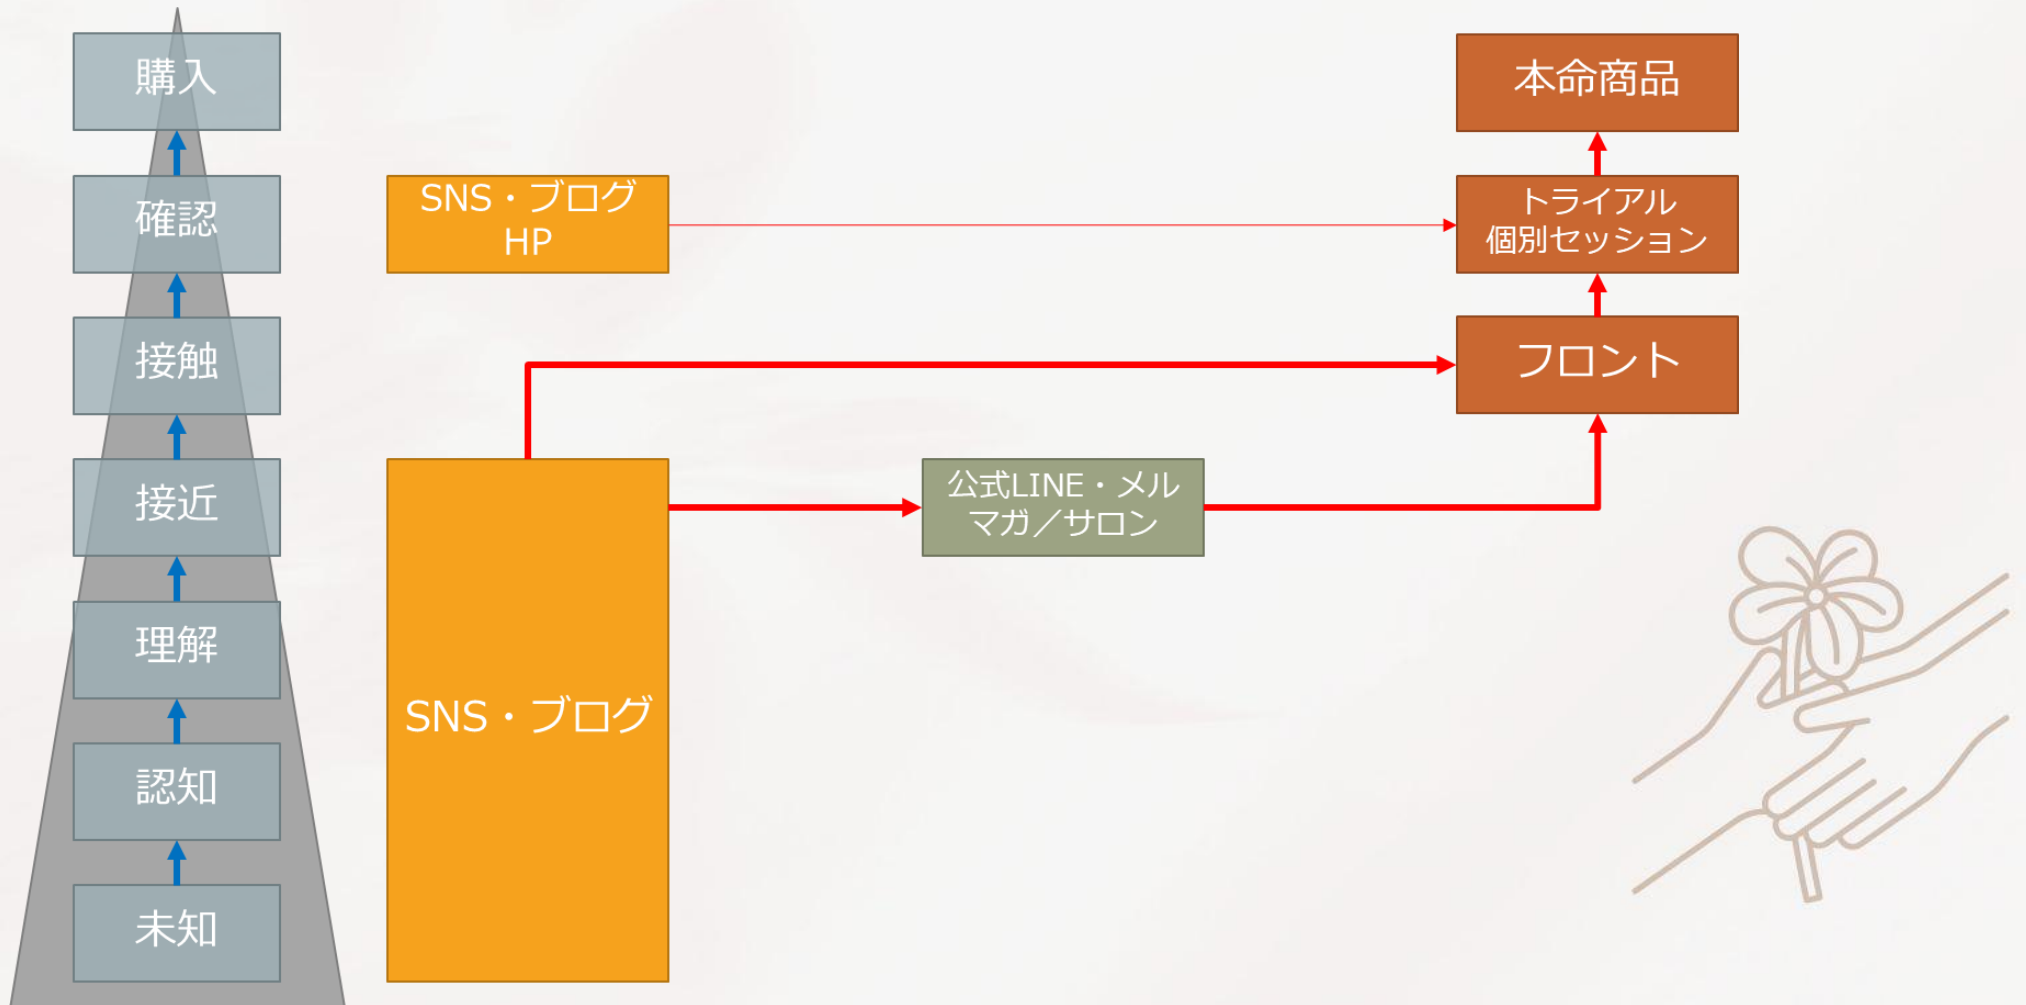 購入
本命商品
確認
SNS・ブログ
HP
トライアル
個別セッション
接触
フロント
接近
公式LINE・メル
マガ／サロン
理解
SNS・ブログ
認知
未知